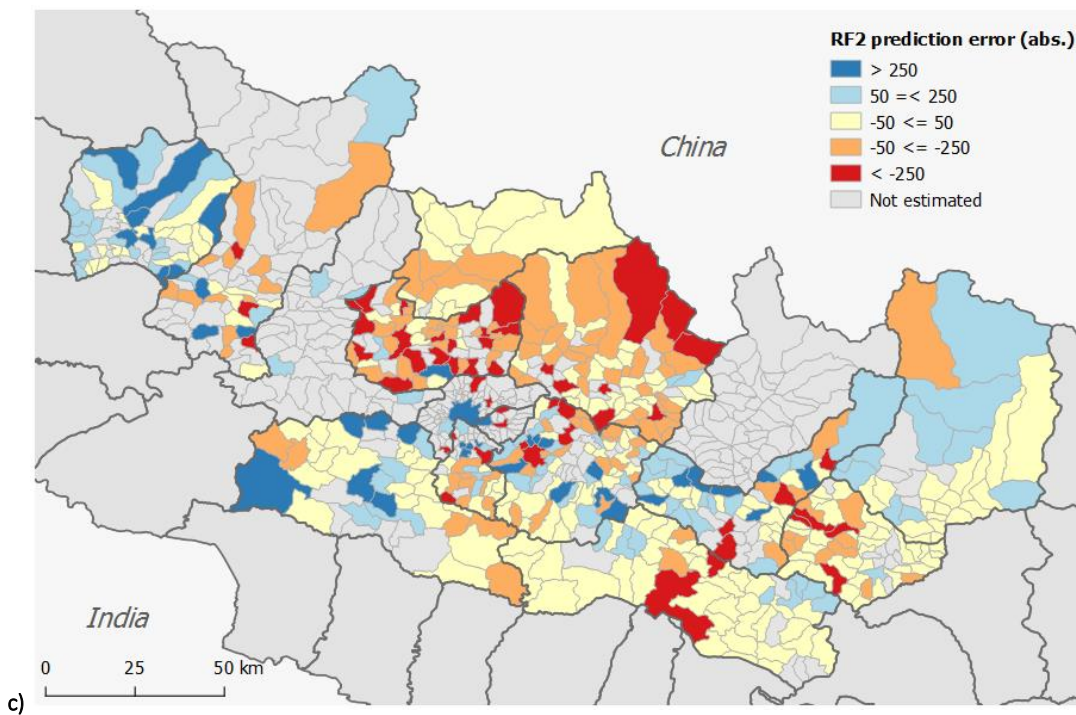 RF2 prediction error (abs.)
> 250
50 =< 250
-50 <= 50
-50 <= -250
< -250
Not estimated
China
India
0 25 50 km
c)